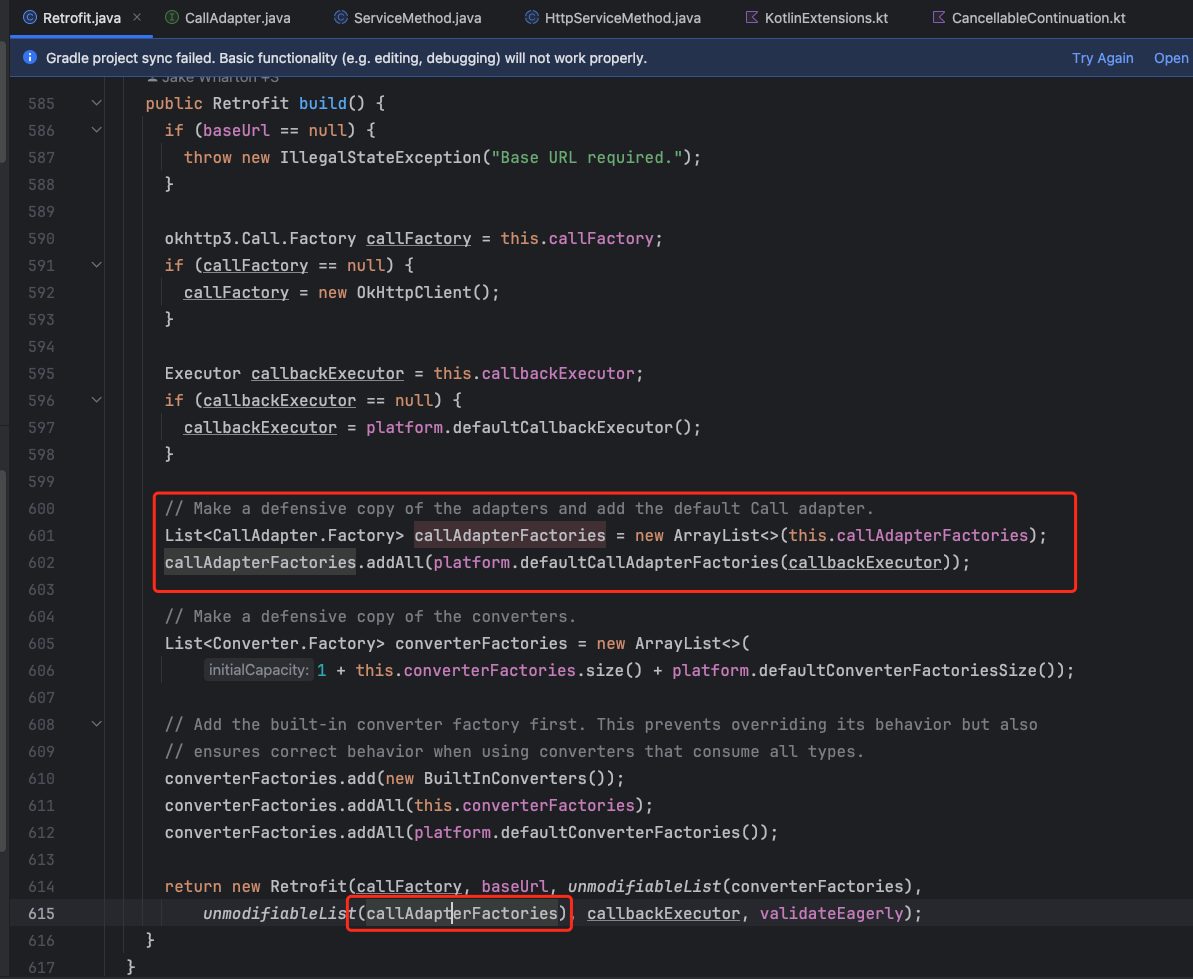 Retrofit.java × CallAdapter.java ServiceMethod.java HttpServiceMethod.java KotlinExtensions.kt CancellableContinuation.kt
Gradle project sync failed. Basic functionality (e.g. editing, debugging) will not work properly. Try Again Open
Jake Wharton +3
585 public Retrofit build() {
586 if (baseUrl == null) {
587 throw new IllegalStateException("Base URL required.");
588 }
589
590 okhttp3.Call.Factory callFactory = this.callFactory;
591 if (callFactory == null) {
592 callFactory = new OkHttpClient();
593 }
594
595 Executor callbackExecutor = this.callbackExecutor;
596 if (callbackExecutor == null) {
597 callbackExecutor = platform.defaultCallbackExecutor();
598 }
599
600 // Make a defensive copy of the adapters and add the default Call adapter.
601 List<CallAdapter.Factory> callAdapterFactories = new ArrayList<>(this.callAdapterFactories);
602 callAdapterFactories.addAll(platform.defaultCallAdapterFactories(callbackExecutor));
603
604 // Make a defensive copy of the converters.
605 List<Converter.Factory> converterFactories = new ArrayList<>(
606 initialCapacity: 1 + this.converterFactories.size() + platform.defaultConverterFactoriesSize());
607
608 // Add the built-in converter factory first. This prevents overriding its behavior but also
609 // ensures correct behavior when using converters that consume all types.
610 converterFactories.add(new BuiltInConverters());
611 converterFactories.addAll(this.converterFactories);
612 converterFactories.addAll(platform.defaultConverterFactories());
613
614 return new Retrofit(callFactory, baseUrl, unmodifiableList(converterFactories),
615 unmodifiableList(callAdapterFactories), callbackExecutor, validateEagerly);
616 }
617 }